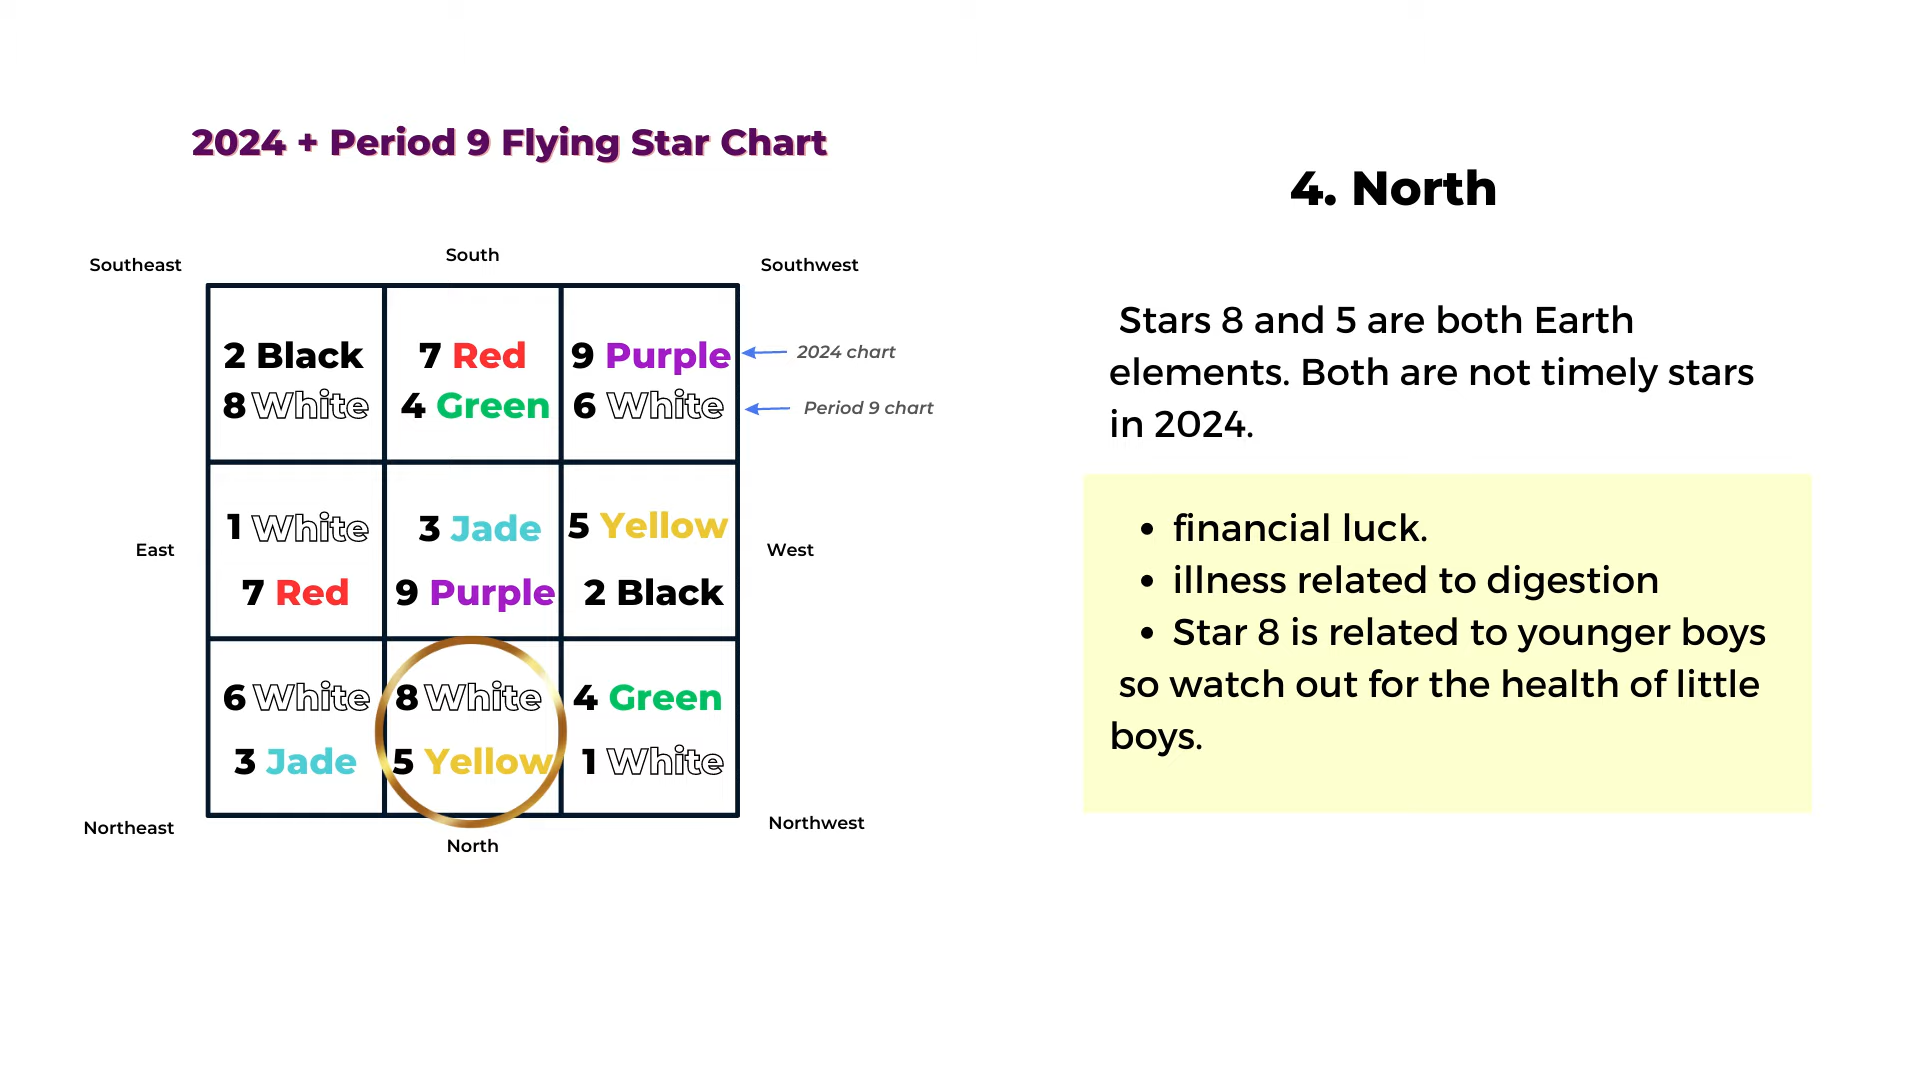 2024 + Period 9 Flying Star Chart
Southeast
South
Southwest
2 Black
7 Red
9 Purple
2024 chart
8 White
4 Green
6 White
Period 9 chart
East
1 White
3 Jade
5 Yellow
West
7 Red
9 Purple
2 Black
6 White
8 White
4 Green
3 Jade
5 Yellow
1 White
Northeast
North
Northwest
4. North
Stars 8 and 5 are both Earth
elements. Both are not timely stars
in 2024.
• financial luck.
• illness related to digestion
• Star 8 is related to younger boys
so watch out for the health of little
boys.